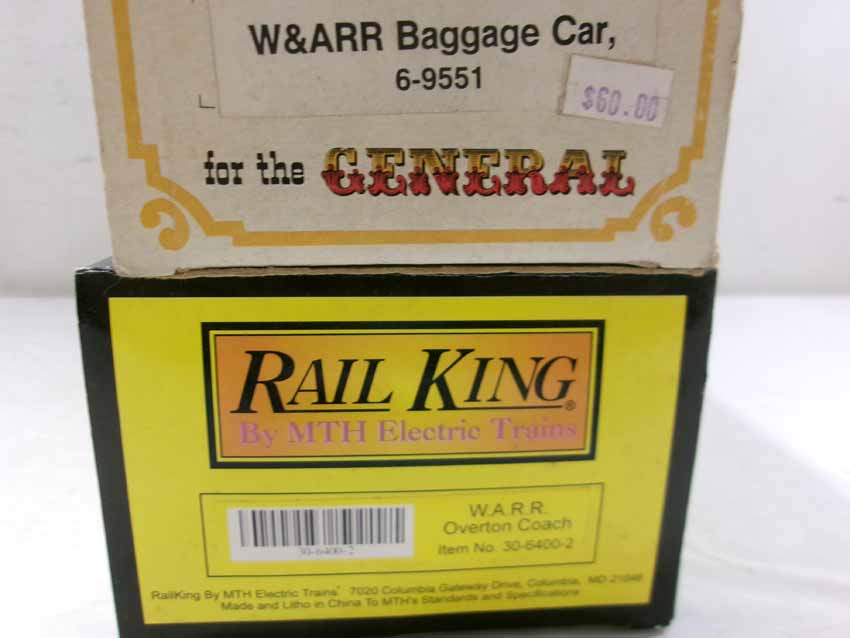 W&ARR Baggage Car,
6-9551
$60.00
for the GENERAL
RAIL KING®
By MTH Electric Trains
W.A.R.R.
Overton Coach
30-6400-2
Item No. 30-6400-2
RailKing By MTH Electric Trains® 7020 Columbia Gateway Drive, Columbia, MD 21046
Made and Litho in China To MTH's Standards and Specifications